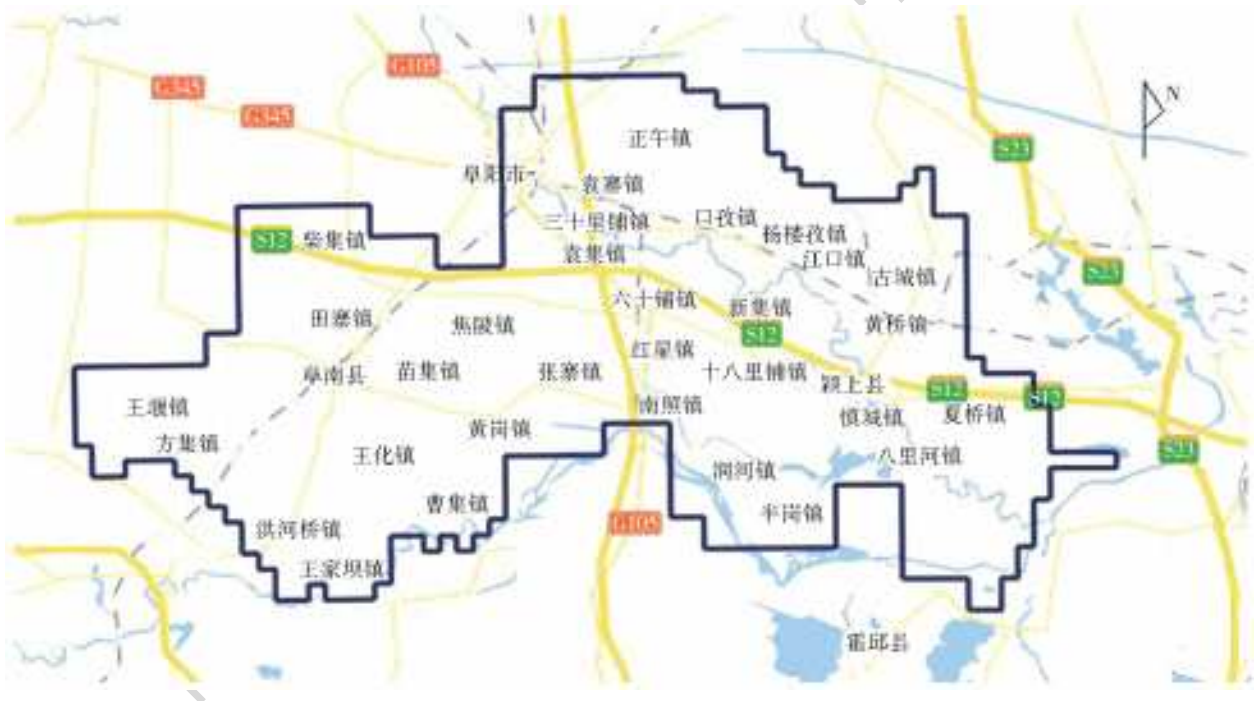 G105
G345
G345
N
正午镇
S23
阜阳市
袁寨镇
三十里铺镇
口孜镇
杨楼孜镇
S12
柴集镇
袁集镇
江口镇
古城镇
S23
六十铺镇
新集镇
田寨镇
焦陂镇
黄桥镇
S12
红星镇
阜南县
苗集镇
张寨镇
十八里铺镇
颍上县
S12
S12
王堰镇
南照镇
慎城镇
夏桥镇
方集镇
黄岗镇
王化镇
八里河镇
S23
润河镇
曹集镇
半岗镇
洪河桥镇
G105
王家坝镇
霍邱县